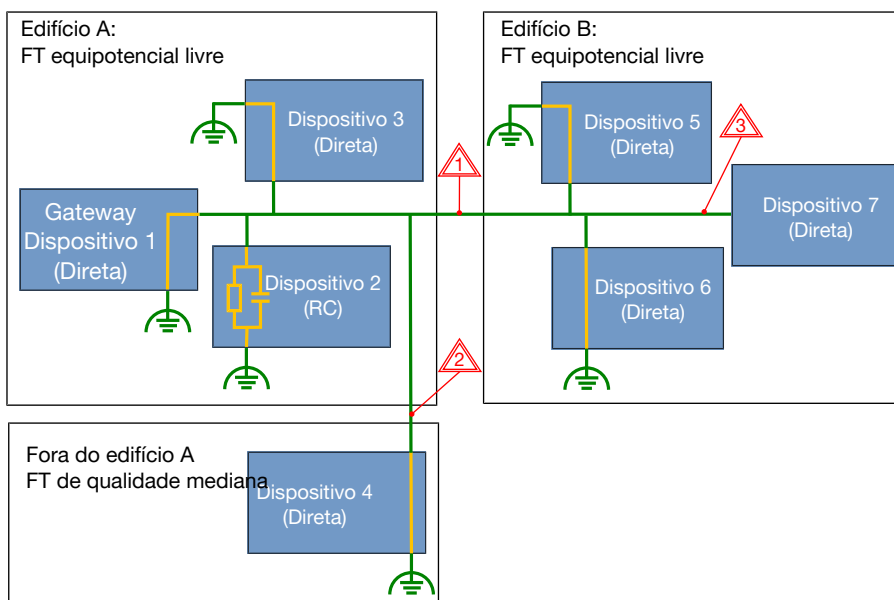 Edifício A:
FT equipotencial livre
Dispositivo 3
(Direta)
Gateway
Dispositivo 1
(Direta)
Dispositivo 2
(RC)
1
2
Edifício B:
FT equipotencial livre
Dispositivo 5
(Direta)
3
Dispositivo 7
(Direta)
Dispositivo 6
(Direta)
Fora do edifício A
FT de qualidade mediana
Dispositivo 4
(Direta)